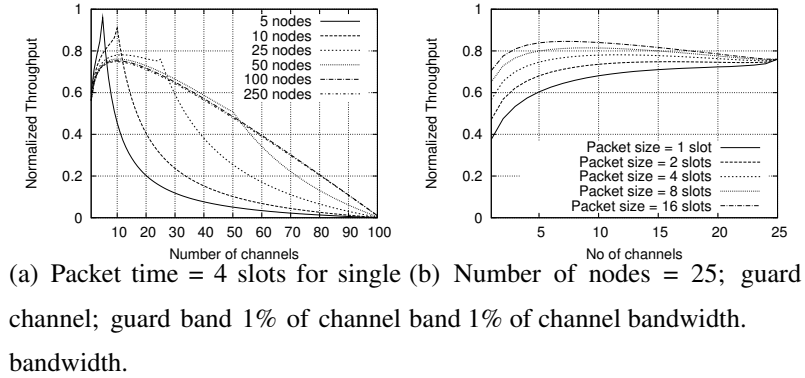 1
0.8
0.6
0.4
0.2
0
Normalized Throughput
5 nodes
10 nodes
25 nodes
50 nodes
100 nodes
250 nodes
10 20 30 40 50 60 70 80 90 100
Number of channels
1
0.8
0.6
0.4
0.2
0
Normalized Throughput
Packet size = 1 slot
Packet size = 2 slots
Packet size = 4 slots
Packet size = 8 slots
Packet size = 16 slots
5 10 15 20 25
No of channels
(a) Packet time = 4 slots for single
channel; guard band 1% of channel
bandwidth.
(b) Number of nodes = 25; guard
band 1% of channel bandwidth.